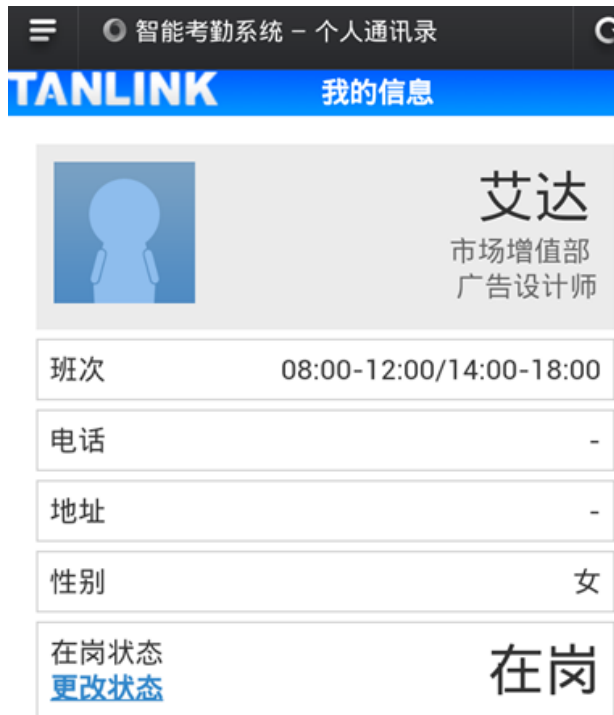 智能考勤系统 – 个人通讯录
TANLINK 我的信息
艾达
市场增值部
广告设计师
班次 08:00-12:00/14:00-18:00
电话 -
地址 -
性别 女
在岗状态 在岗
更改状态